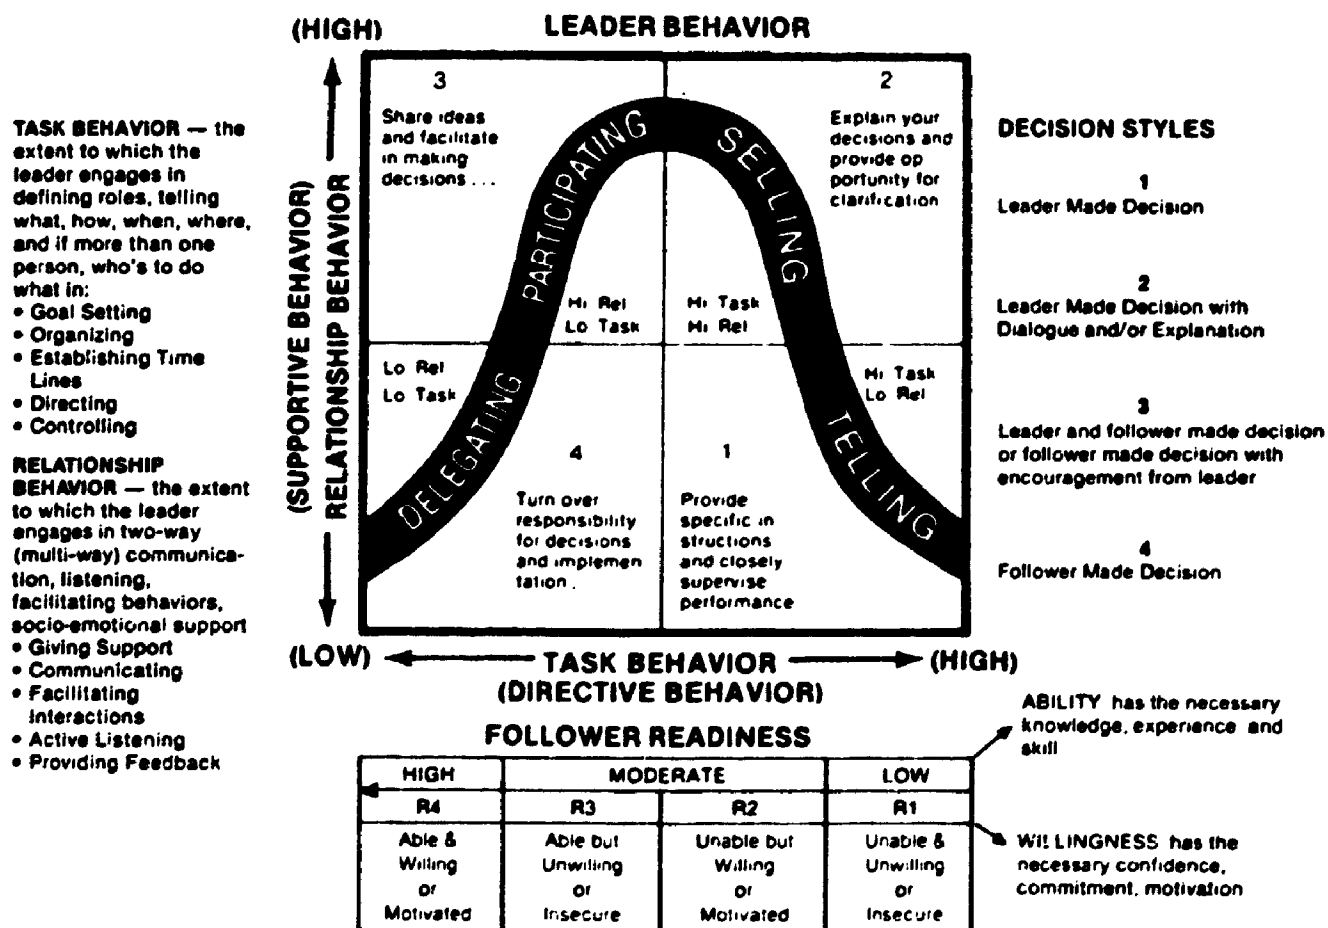 LEADER BEHAVIOR
(HIGH)
(SUPPORTIVE BEHAVIOR)
RELATIONSHIP BEHAVIOR
TASK BEHAVIOR — the
extent to which the
leader engages in
defining roles, telling
what, how, when, where,
and if more than one
person, who's to do
what in:
• Goal Setting
• Organizing
• Establishing Time
Lines
• Directing
• Controlling
RELATIONSHIP
BEHAVIOR — the extent
to which the leader
engages in two-way
(multi-way) communica-
tion, listening,
facilitating behaviors,
socio-emotional support
• Giving Support
• Communicating
• Facilitating
Interactions
• Active Listening
• Providing Feedback
3
Share ideas
and facilitate
in making
decisions ...
Hi Rel
Lo Task
2
Explain your
decisions and
provide op
portunity for
clarification
Hi Task
Hi Rel
PARTICIPATING
SELLING
DELEGATING
TELLING
Lo Rel
Lo Task
4
Turn over
responsibility
for decisions
and implemen
tation.
Hi Task
Lo Rel
1
Provide
specific in
structions
and closely
supervise
performance
(LOW)
TASK BEHAVIOR
(HIGH)
(DIRECTIVE BEHAVIOR)
DECISION STYLES
1
Leader Made Decision
2
Leader Made Decision with
Dialogue and/or Explanation
3
Leader and follower made decision
or follower made decision with
encouragement from leader
4
Follower Made Decision
FOLLOWER READINESS
HIGH MODERATE LOW
R4 R3 R2 R1
Able & Able but Unable but Unable &
Willing Unwilling Willing Unwilling
or or or or
Motivated Insecure Motivated Insecure
ABILITY has the necessary
knowledge, experience and
skill
WILLINGNESS has the
necessary confidence,
commitment, motivation